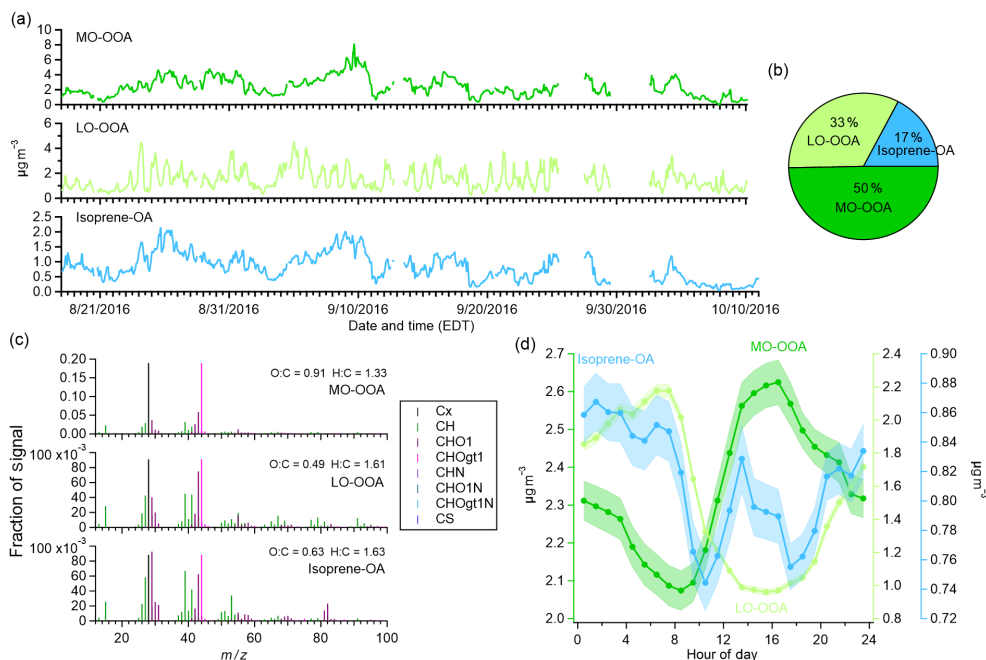 (a)
MO-OOA
10
8
6
4
2
0
LO-OOA
6
4
2
0
µg m⁻³
Isoprene-OA
2.5
2.0
1.5
1.0
0.5
0.0
8/21/2016 8/31/2016 9/10/2016 9/20/2016 9/30/2016 10/10/2016
Date and time (EDT)
(b)
33 %
LO-OOA
17 %
Isoprene-OA
50 %
MO-OOA
(c)
0.20
0.15
0.10
0.05
0.00
O:C = 0.91 H:C = 1.33
MO-OOA
100 x10⁻³
80
60
40
20
0
O:C = 0.49 H:C = 1.61
LO-OOA
100 x10⁻³
80
60
40
20
0
O:C = 0.63 H:C = 1.63
Isoprene-OA
Fraction of signal
20 40 60 80 100
m/z
Cx
CH
CHO1
CHOgt1
CHN
CHO1N
CHOgt1N
CS
(d)
Isoprene-OA
MO-OOA
LO-OOA
2.7
2.6
2.5
2.4
2.3
2.2
2.1
2.0
µg m⁻³
2.4
2.2
2.0
1.8
1.6
1.4
1.2
1.0
0.8
µg m⁻³
0.90
0.88
0.86
0.84
0.82
0.80
0.78
0.76
0.74
0.72
µg m⁻³
0 4 8 12 16 20 24
Hour of day